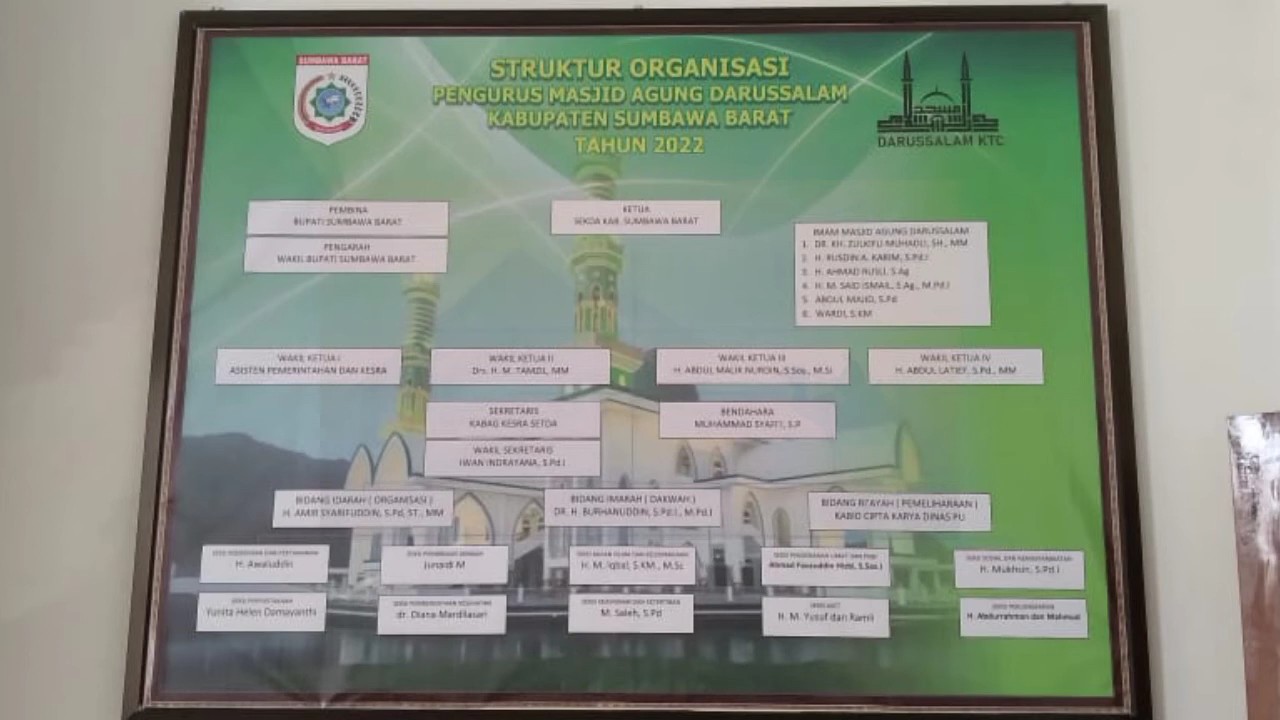 SUMBAWA BARAT
STRUKTUR ORGANISASI
PENGURUS MASJID AGUNG DARUSSALAM
KABUPATEN SUMBAWA BARAT
TAHUN 2022
DARUSSALAM KTC
PEMBINA
BUPATI SUMBAWA BARAT
PENGARAH
WAKIL BUPATI SUMBAWA BARAT
KETUA
SEKDA KAB. SUMBAWA BARAT
IMAM MASJID AGUNG DARUSSALAM
1. DR. KH. ZULKIFLI MUHADLI, SH., MM
2. H. RUSDIN A. KARIM, S.Pd.I
3. H. AHMAD RUSLI, S.Ag
4. H. M. SAID ISMAIL, S.Ag., M.Pd.I
5. ABDUL MAJID, S.Pd
6. WARDI, S.KM
WAKIL KETUA I
ASISTEN PEMERINTAHAN DAN KESRA
WAKIL KETUA II
Drs. H. M. TAMZIL, MM
WAKIL KETUA III
H. ABDUL MALIK NURDIN, S.Sos., M.Si
WAKIL KETUA IV
H. ABDUL LATIEF, S.Pd., MM
SEKRETARIS
KABAG KESRA SETDA
WAKIL SEKRETARIS
IWAN INDRAYANA, S.Pd.I
BENDAHARA
MUHAMMAD SYAFI'I, S.P
BIDANG IDARAH ( ORGANISASI )
H. AMIR SYARIFUDDIN, S.Pd, ST., MM
BIDANG IMARAH ( DAKWAH )
DR. H. BURHANUDDIN, S.Pd.I., M.Pd.I
BIDANG RI'AYAH ( PEMELIHARAAN )
KABID CIPTA KARYA DINAS PU
H. Awaluddin
Junaidi M
H. M. Iqbal, S.KM., M.Sc
Ahmad Fauzuddin Hizbi, S.Sos.I
H. Mukhsin, S.Pd.I
Yunita Helen Damayanthi
dr. Diana Mardilasari
M. Saleh, S.Pd
H. M. Yusuf dan Ramli
H. Abdurrahman dan Mahmud